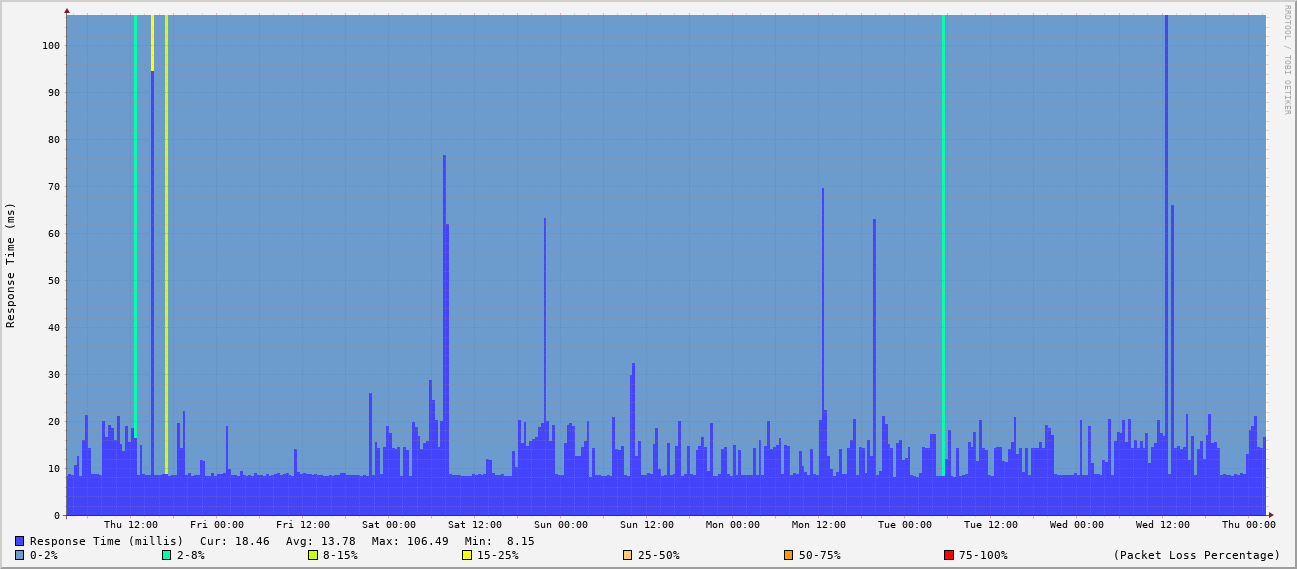 RRDTOOL / TOBI OETIKER
Response Time (ms)
100
90
80
70
60
50
40
30
20
10
0
Thu 12:00 Fri 00:00 Fri 12:00 Sat 00:00 Sat 12:00 Sun 00:00 Sun 12:00 Mon 00:00 Mon 12:00 Tue 00:00 Tue 12:00 Wed 00:00 Wed 12:00 Thu 00:00
Response Time (millis) Cur: 18.46 Avg: 13.78 Max: 106.49 Min: 8.15
0-2% 2-8% 8-15% 15-25% 25-50% 50-75% 75-100% (Packet Loss Percentage)